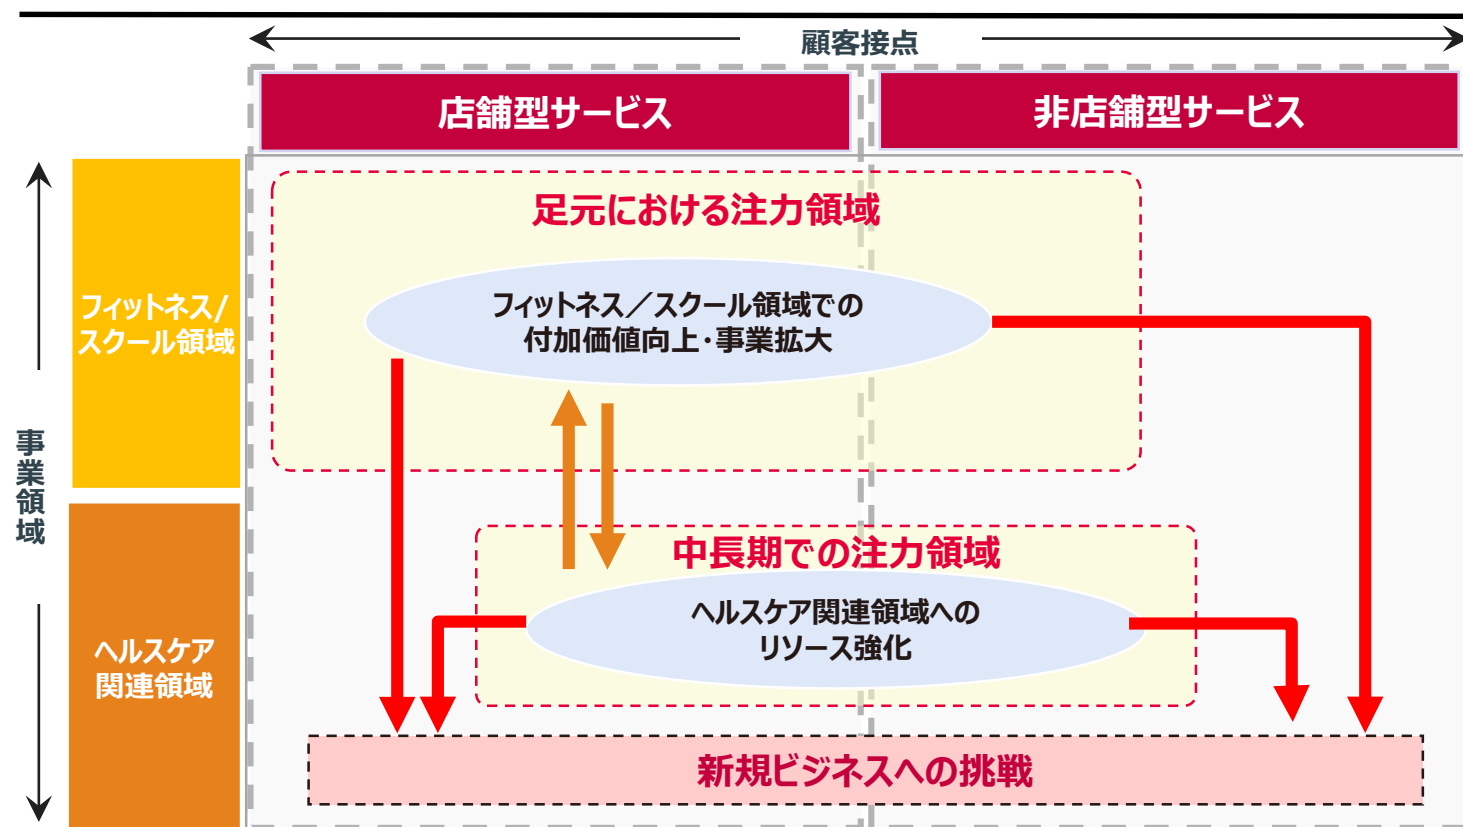 顧客接点
店舗型サービス
非店舗型サービス
事業領域
フィットネス/
スクール領域
足元における注力領域
フィットネス／スクール領域での
付加価値向上･事業拡大
ヘルスケア
関連領域
中長期での注力領域
ヘルスケア関連領域への
リソース強化
新規ビジネスへの挑戦